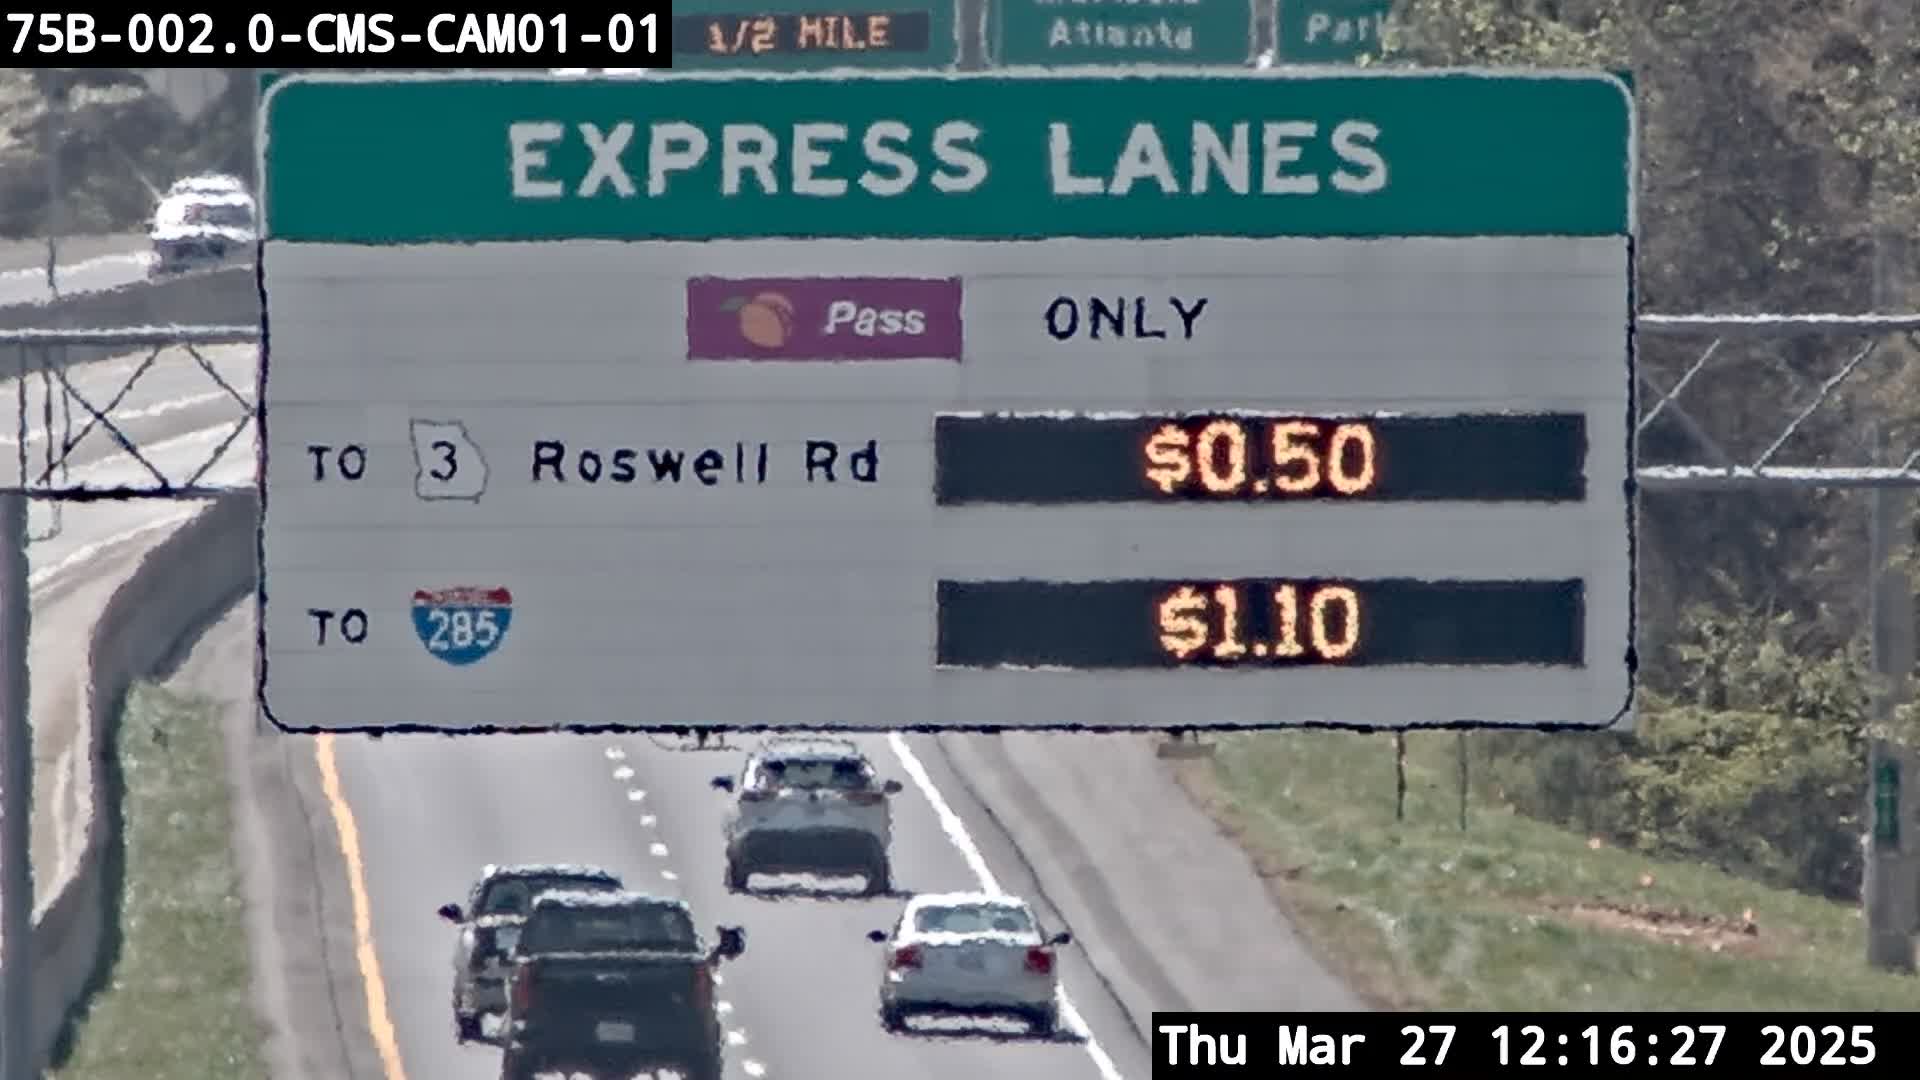 75B-002.0-CMS-CAM01-01
1/2 MILE
Atlanta
EXPRESS LANES
Pass ONLY
TO 3 Roswell Rd $0.50
TO 285 $1.10
Thu Mar 27 12:16:27 2025